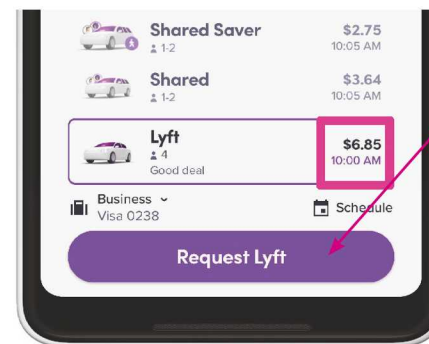 Shared Saver $2.75
1-2 10:05 AM
Shared $3.64
1-2 10:05 AM
Lyft $6.85
4 10:00 AM
Good deal
Business Schedule
Visa 0238
Request Lyft